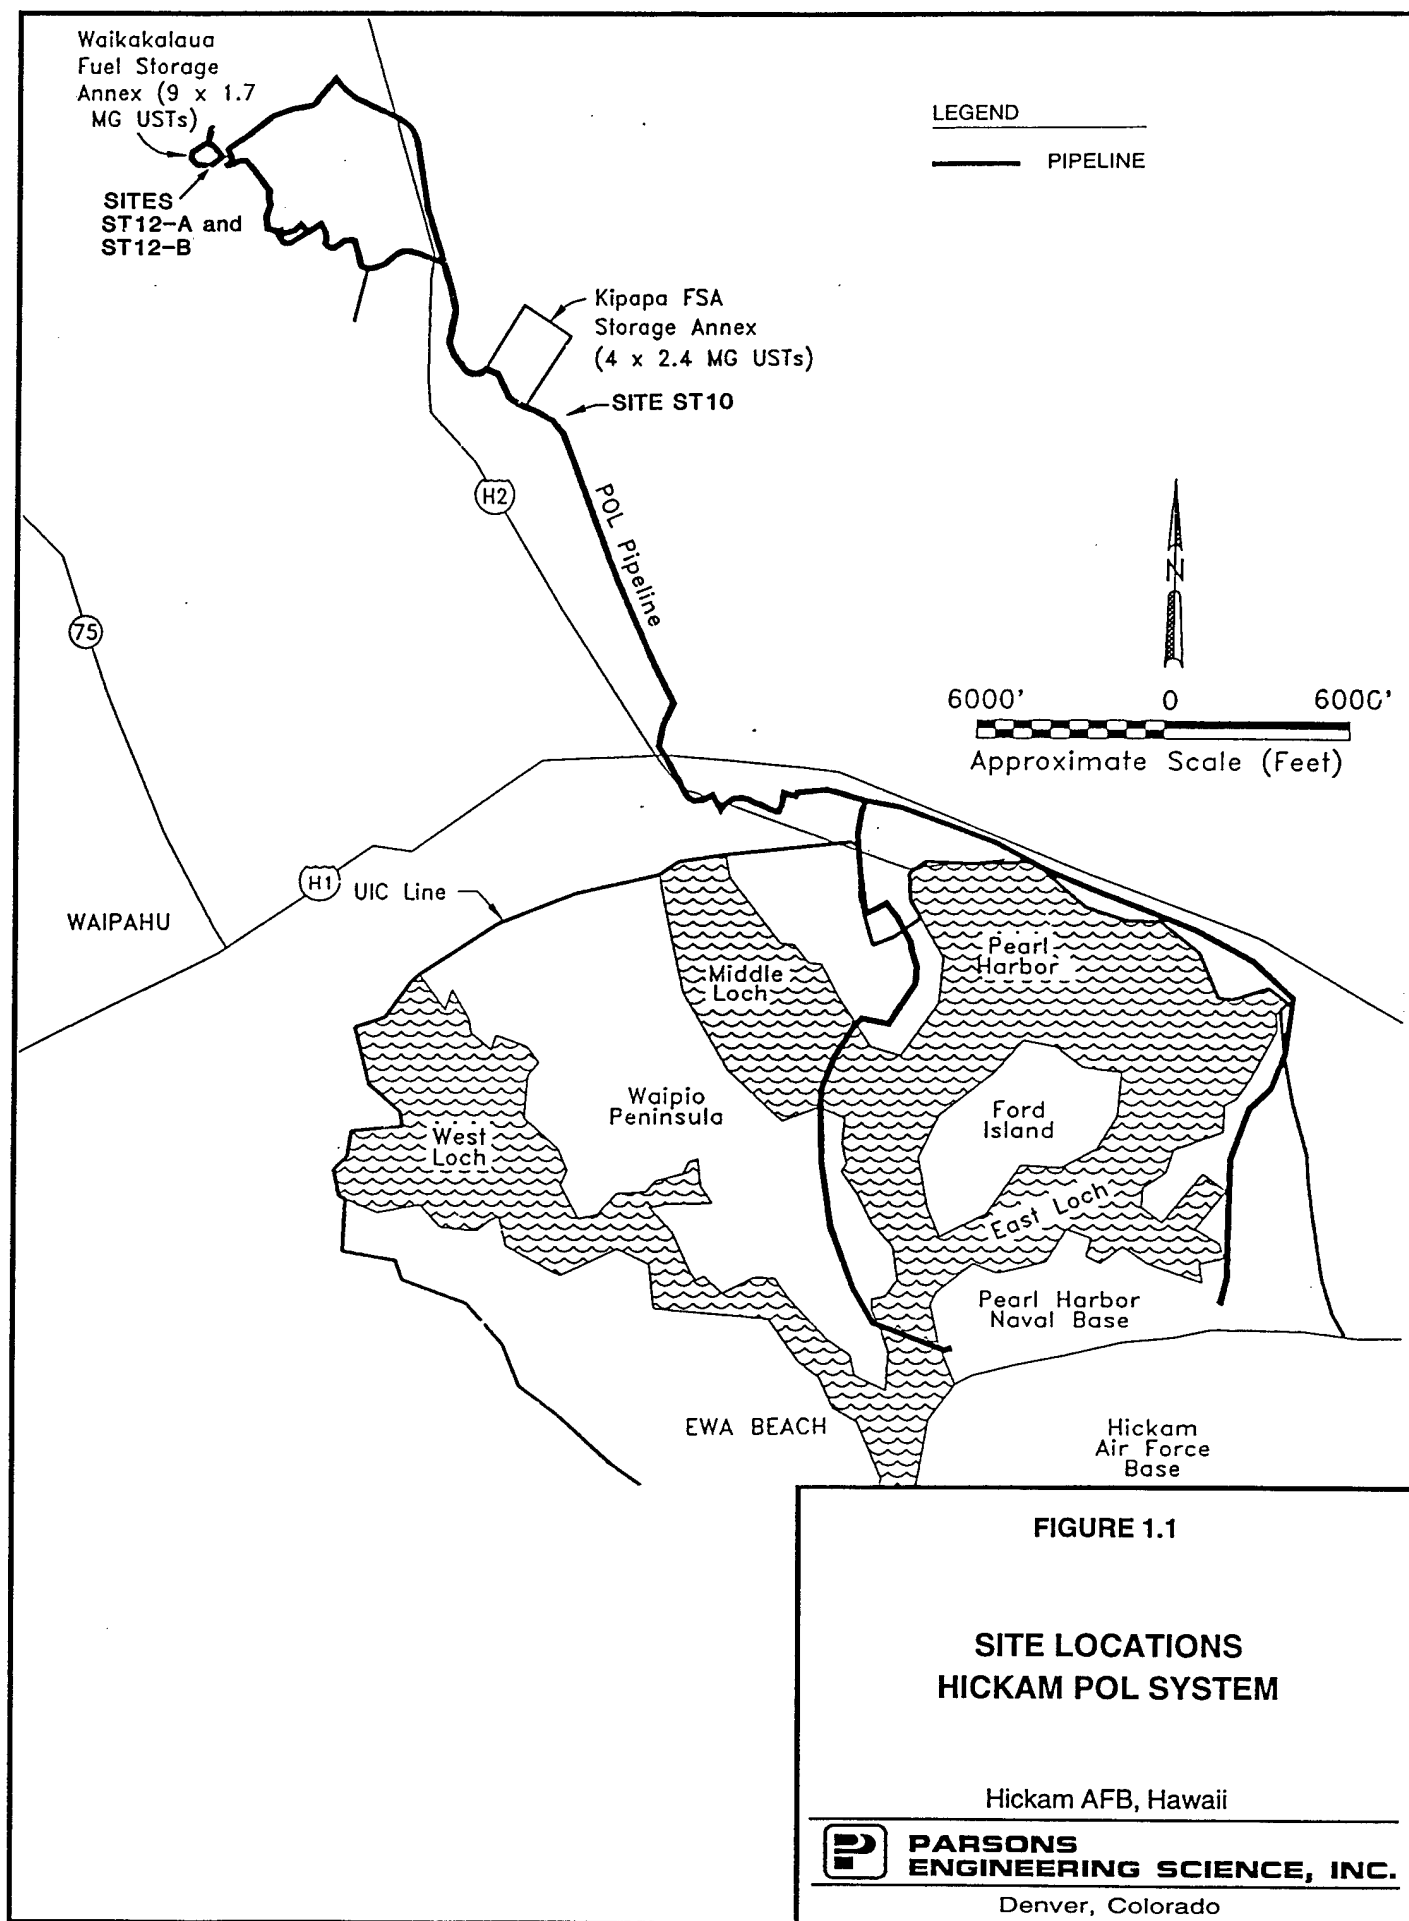 Waikakalaua
Fuel Storage
Annex (9 x 1.7
MG USTs)
SITES
ST12-A and
ST12-B
LEGEND
PIPELINE
Kipapa FSA
Storage Annex
(4 x 2.4 MG USTs)
SITE ST10
H2
POL Pipeline
75
N
6000' 0 6000'
Approximate Scale (Feet)
H1
UIC Line
WAIPAHU
Middle
Loch
Pearl
Harbor
Waipio
Peninsula
Ford
Island
West
Loch
East Loch
Pearl Harbor
Naval Base
EWA BEACH
Hickam
Air Force
Base
FIGURE 1.1
SITE LOCATIONS
HICKAM POL SYSTEM
Hickam AFB, Hawaii
PARSONS
ENGINEERING SCIENCE, INC.
Denver, Colorado